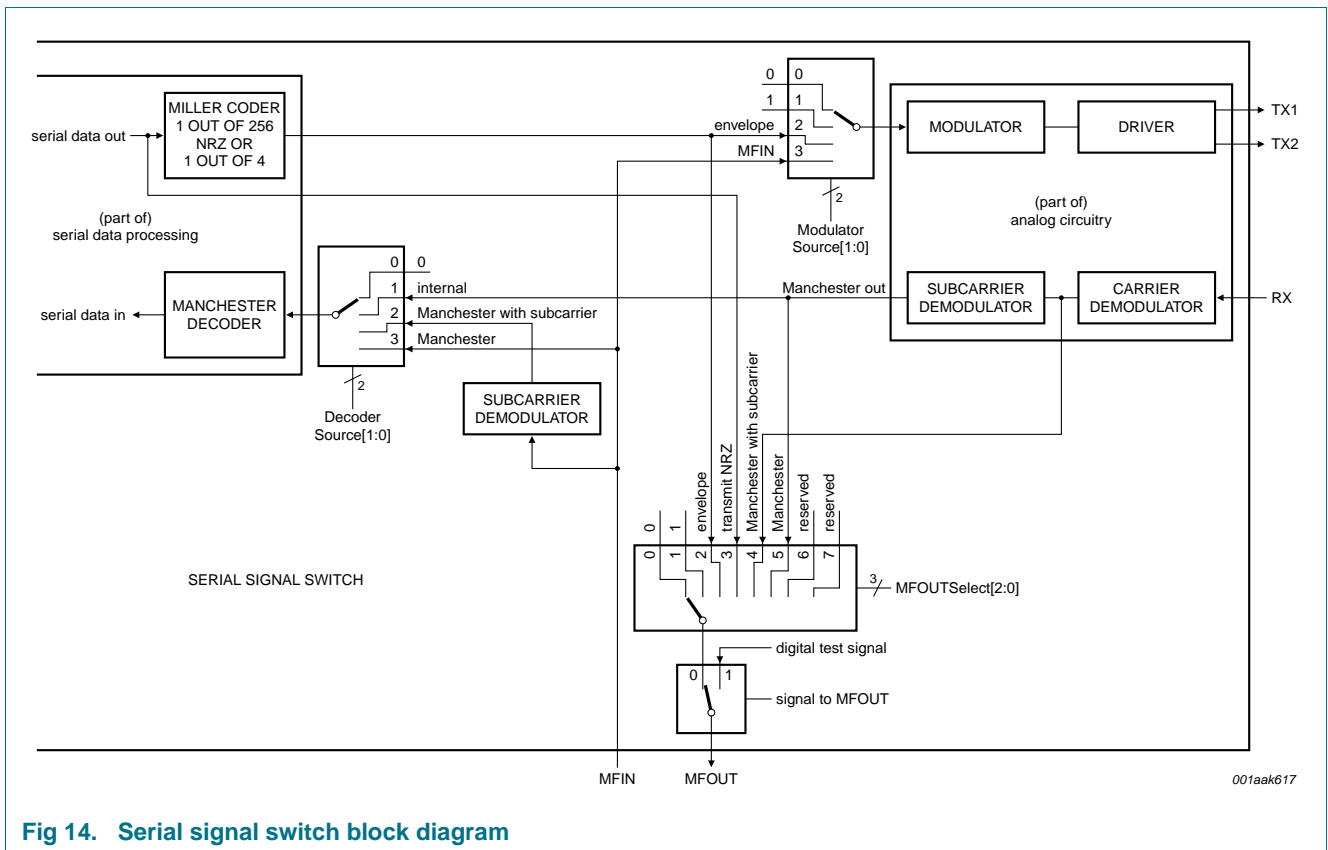 serial data out
MILLER CODER
1 OUT OF 256
NRZ OR
1 OUT OF 4
(part of)
serial data processing
serial data in
MANCHESTER
DECODER
0
1
envelope
MFIN
0
1
2
3
2
Modulator
Source[1:0]
MODULATOR
DRIVER
TX1
TX2
(part of)
analog circuitry
0 0
1 internal
2 Manchester with subcarrier
3 Manchester
2
Decoder
Source[1:0]
Manchester out
SUBCARRIER
DEMODULATOR
CARRIER
DEMODULATOR
RX
SUBCARRIER
DEMODULATOR
0
1
envelope
transmit NRZ
Manchester with subcarrier
Manchester
reserved
reserved
0
1
2
3
4
5
6
7
3
MFOUTSelect[2:0]
SERIAL SIGNAL SWITCH
digital test signal
0 1
signal to MFOUT
MFIN
MFOUT
001aak617
Fig 14. Serial signal switch block diagram